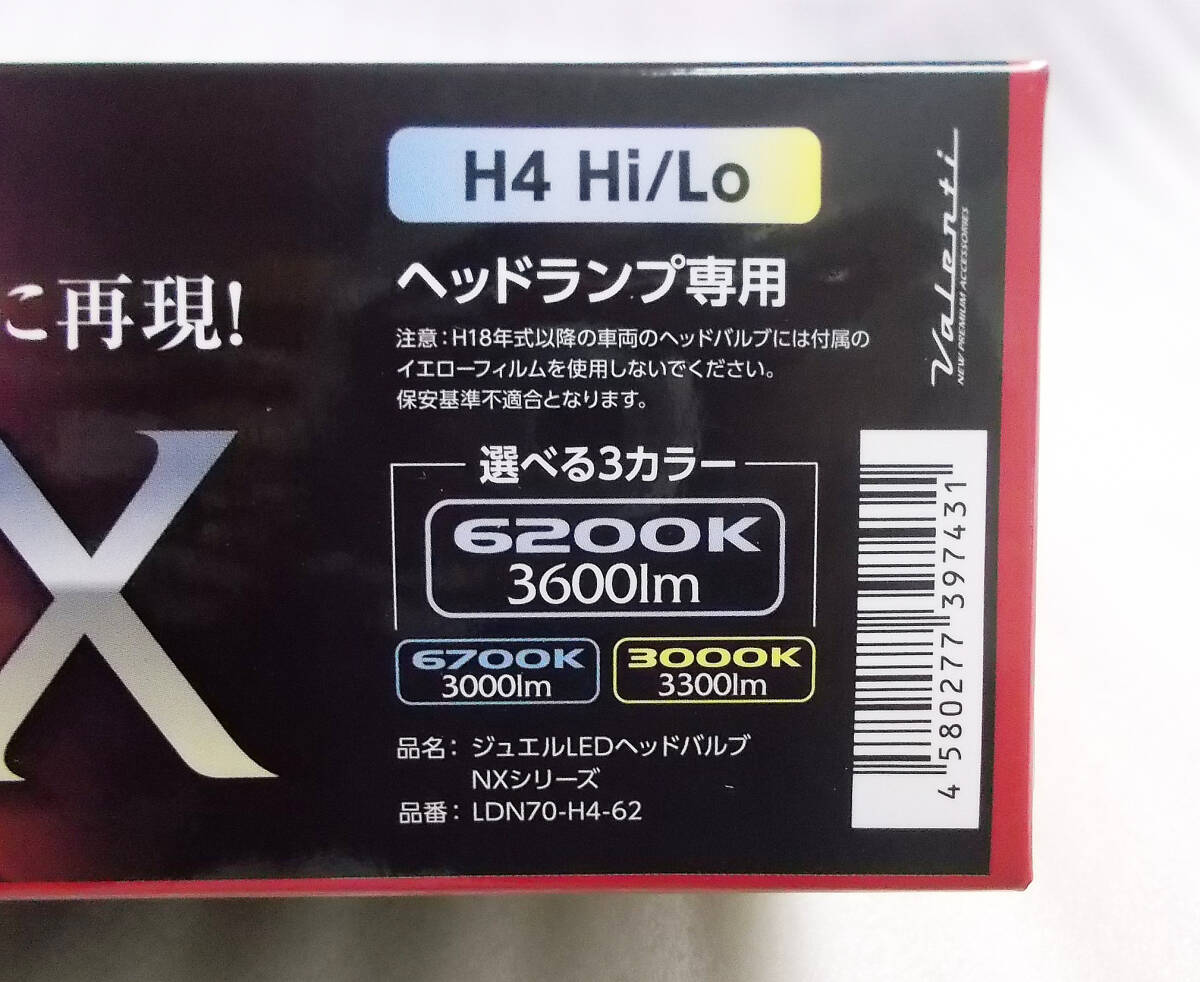 H4 Hi/Lo
ヘッドランプ専用
注意：H18年式以降の車両のヘッドバルブには付属の
イエローフィルムを使用しないでください。
保安基準不適合となります。
に再現！
X
選べる3カラー
6200K
3600lm
6700K
3000lm
3000K
3300lm
品名： ジュエルLEDヘッドバルブ
NXシリーズ
品番： LDN70-H4-62
Valenti
NEW PREMIUM ACCESSORIES
4 580277 397431